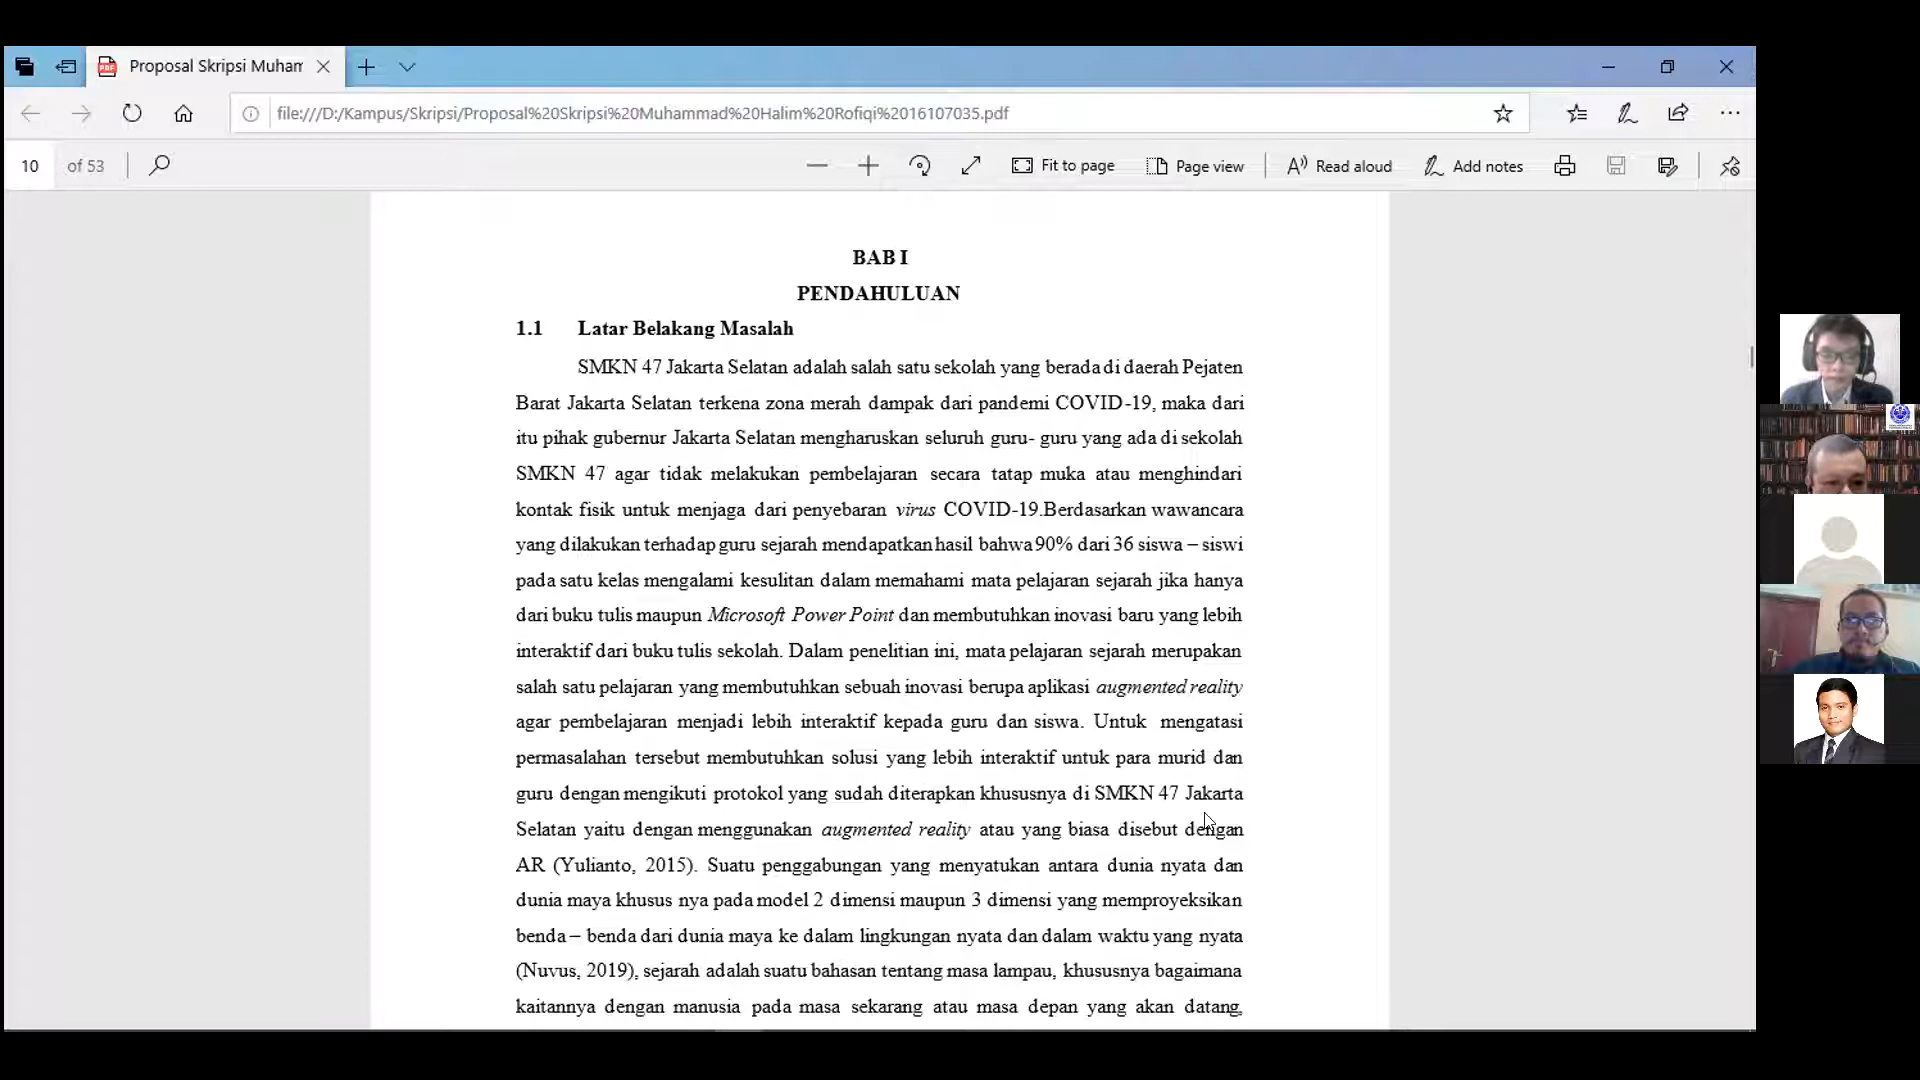 Proposal Skripsi Muham
file:///D:/Kampus/Skripsi/Proposal%20Skripsi%20Muhammad%20Halim%20Rofiqi%2016107035.pdf
10 of 53 Fit to page Page view Read aloud Add notes
BAB I
PENDAHULUAN
1.1 Latar Belakang Masalah
SMKN 47 Jakarta Selatan adalah salah satu sekolah yang berada di daerah Pejaten
Barat Jakarta Selatan terkena zona merah dampak dari pandemi COVID-19, maka dari
itu pihak gubernur Jakarta Selatan mengharuskan seluruh guru- guru yang ada di sekolah
SMKN 47 agar tidak melakukan pembelajaran secara tatap muka atau menghindari
kontak fisik untuk menjaga dari penyebaran virus COVID-19.Berdasarkan wawancara
yang dilakukan terhadap guru sejarah mendapatkan hasil bahwa 90% dari 36 siswa – siswi
pada satu kelas mengalami kesulitan dalam memahami mata pelajaran sejarah jika hanya
dari buku tulis maupun Microsoft Power Point dan membutuhkan inovasi baru yang lebih
interaktif dari buku tulis sekolah. Dalam penelitian ini, mata pelajaran sejarah merupakan
salah satu pelajaran yang membutuhkan sebuah inovasi berupa aplikasi augmented reality
agar pembelajaran menjadi lebih interaktif kepada guru dan siswa. Untuk mengatasi
permasalahan tersebut membutuhkan solusi yang lebih interaktif untuk para murid dan
guru dengan mengikuti protokol yang sudah diterapkan khususnya di SMKN 47 Jakarta
Selatan yaitu dengan menggunakan augmented reality atau yang biasa disebut dengan
AR (Yulianto, 2015). Suatu penggabungan yang menyatukan antara dunia nyata dan
dunia maya khusus nya pada model 2 dimensi maupun 3 dimensi yang memproyeksikan
benda – benda dari dunia maya ke dalam lingkungan nyata dan dalam waktu yang nyata
(Nuvus, 2019), sejarah adalah suatu bahasan tentang masa lampau, khususnya bagaimana
kaitannya dengan manusia pada masa sekarang atau masa depan yang akan datang,